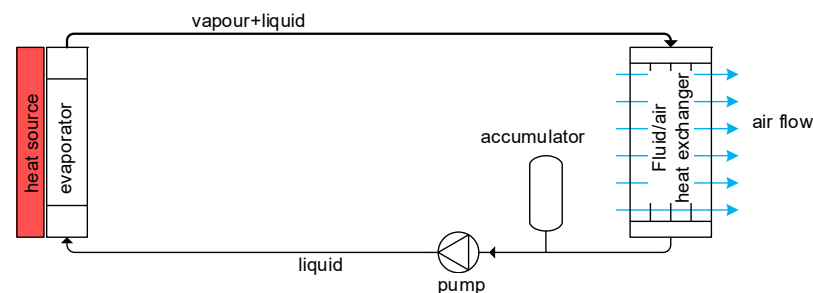 vapour+liquid
heat source
evaporator
accumulator
Fluid/air
heat exchanger
air flow
liquid
pump